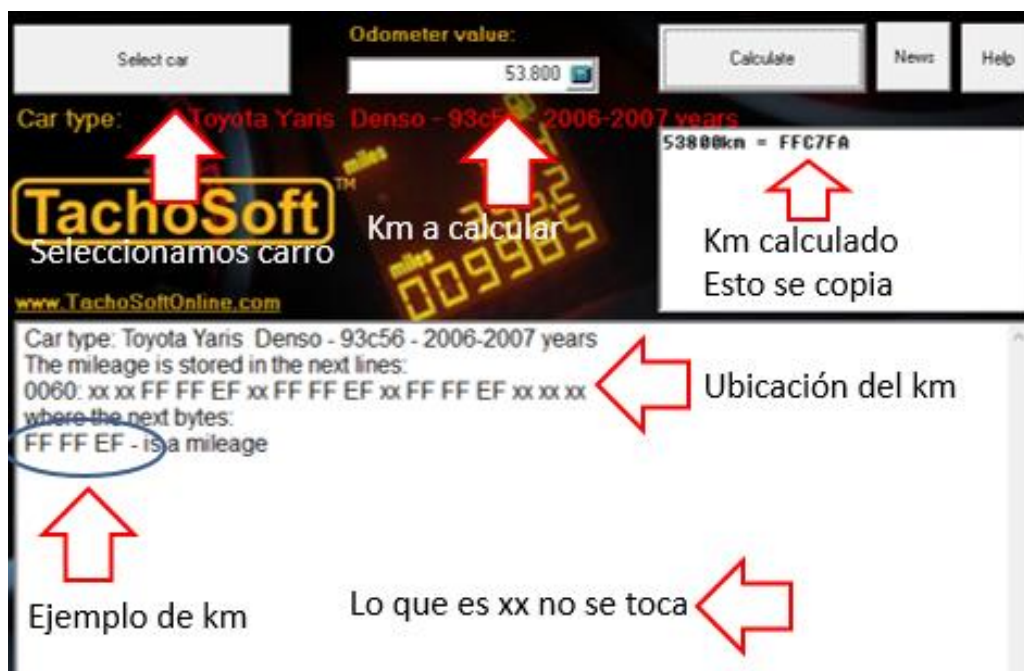 Select car
Odometer value:
53.800
Calculate
News
Help
Car type: Toyota Yaris Denso - 93c56 - 2006-2007 years
53800km = FFC7FA
miles
TachoSoft™
Seleccionamos carro
Km a calcular
Km calculado
Esto se copia
miles
009985
www.TachoSoftOnline.com
Car type: Toyota Yaris Denso - 93c56 - 2006-2007 years
The mileage is stored in the next lines:
0060: xx xx FF FF EF xx FF FF EF xx FF FF EF xx xx xx
where the next bytes:
FF FF EF - is a mileage
Ubicación del km
Ejemplo de km
Lo que es xx no se toca